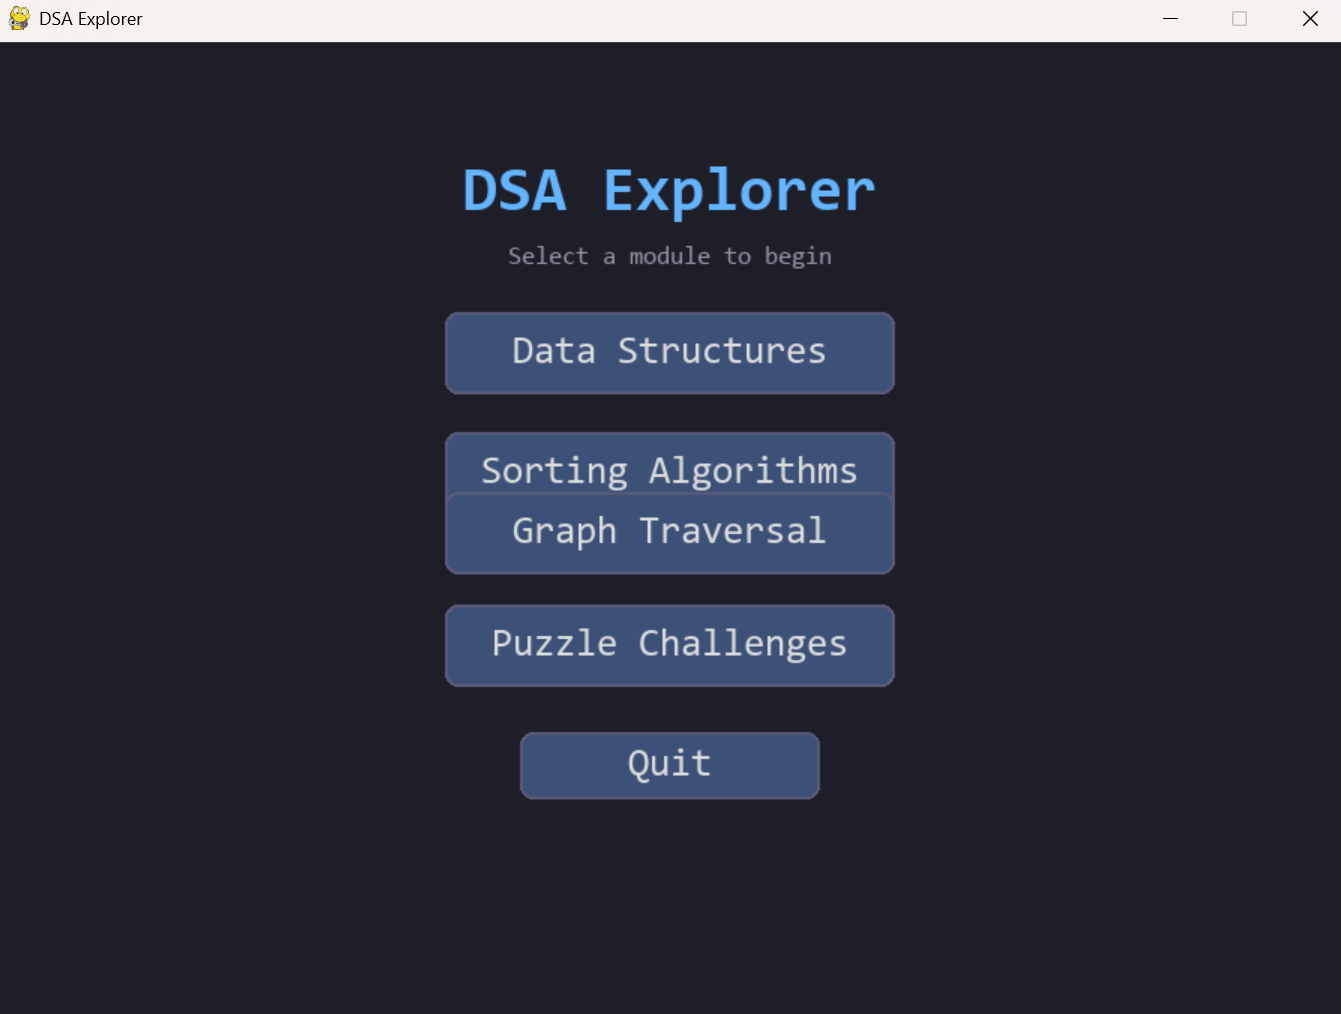 DSA Explorer
DSA Explorer
Select a module to begin
Data Structures
Sorting Algorithms
Graph Traversal
Puzzle Challenges
Quit